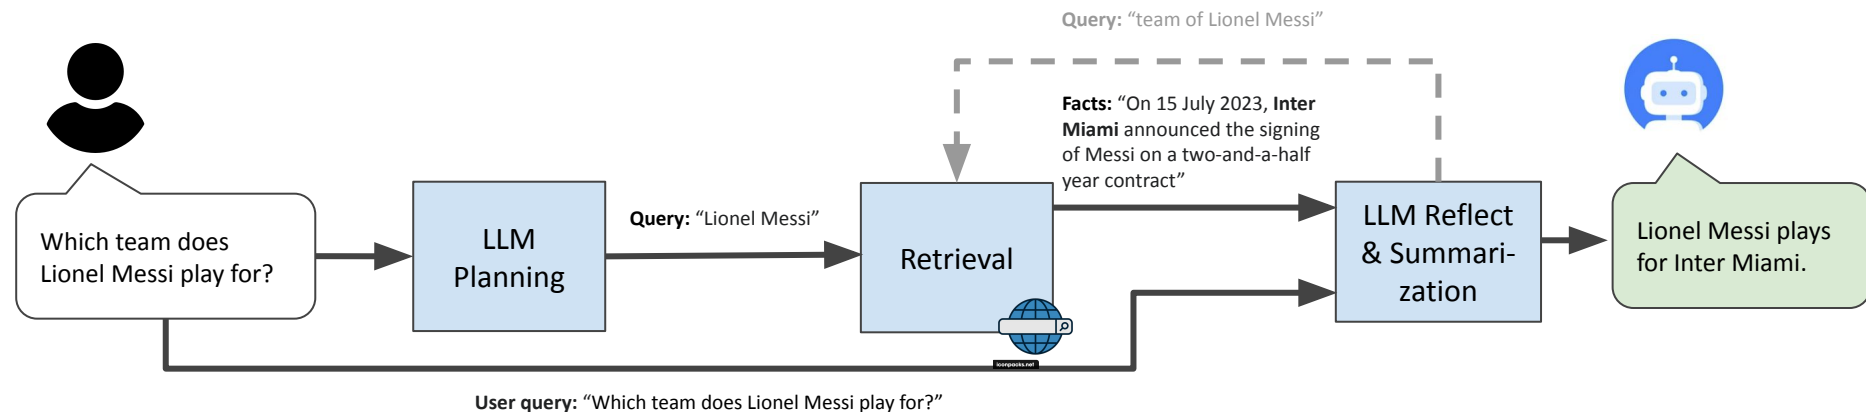 Query: “team of Lionel Messi”
Facts: “On 15 July 2023, Inter
Miami announced the signing
of Messi on a two-and-a-half
year contract”
Which team does
Lionel Messi play for?
LLM
Planning
Query: “Lionel Messi”
Retrieval
LLM Reflect
& Summari-
zation
Lionel Messi plays
for Inter Miami.
iconpacks.net
User query: “Which team does Lionel Messi play for?”